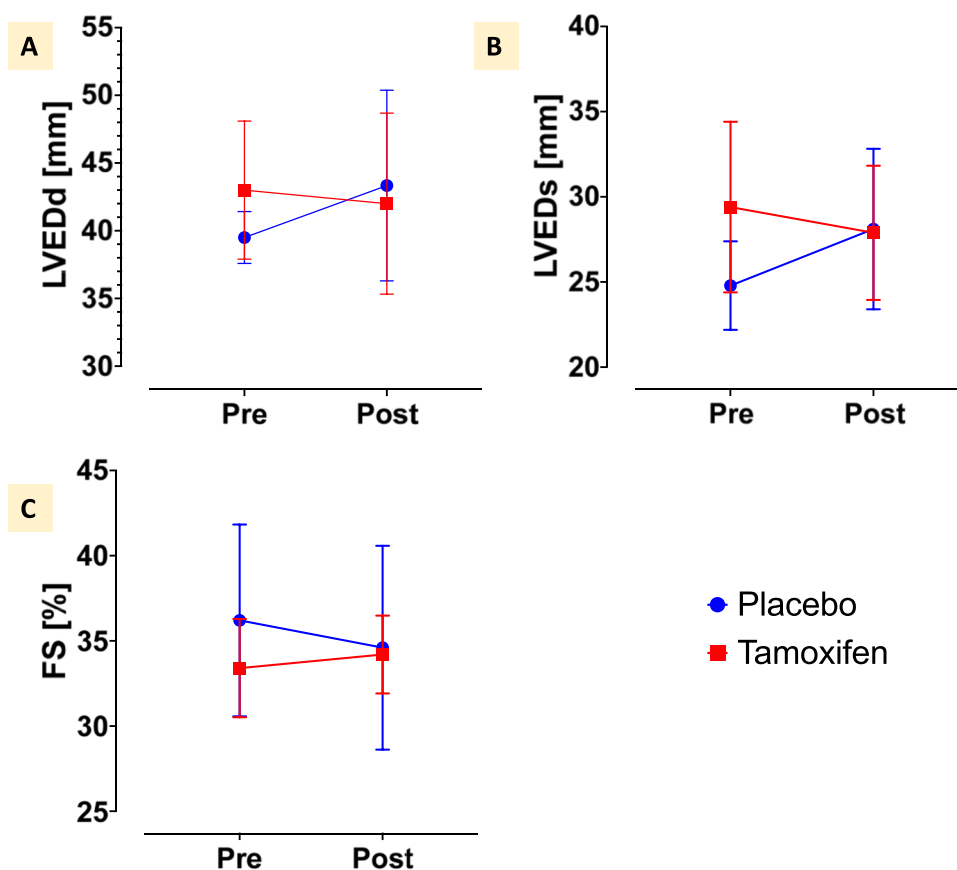 A
LVEDd [mm]
55
50
45
40
35
30
Pre Post
B
LVEDs [mm]
40
35
30
25
20
Pre Post
C
FS [%]
45
40
35
30
25
Pre Post
Placebo
Tamoxifen